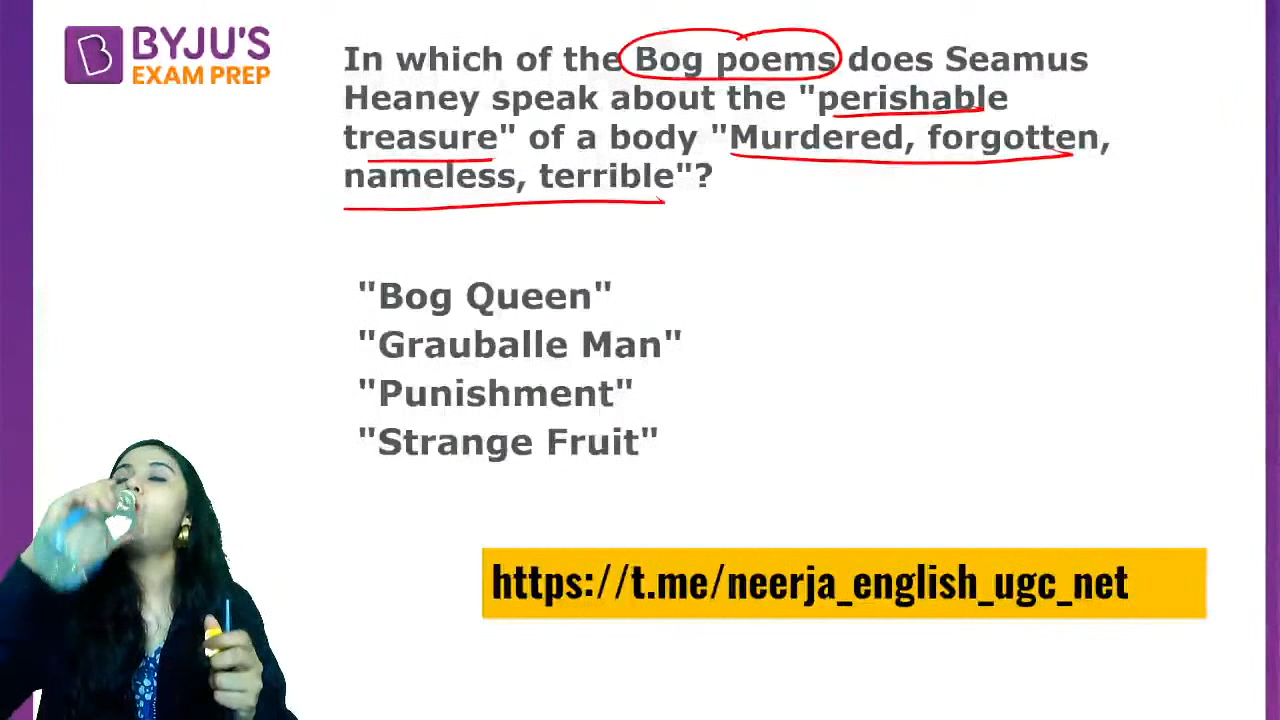 BYJU'S
EXAM PREP
In which of the Bog poems does Seamus
Heaney speak about the "perishable
treasure" of a body "Murdered, forgotten,
nameless, terrible"?
"Bog Queen"
"Grauballe Man"
"Punishment"
"Strange Fruit"
https://t.me/neerja_english_ugc_net